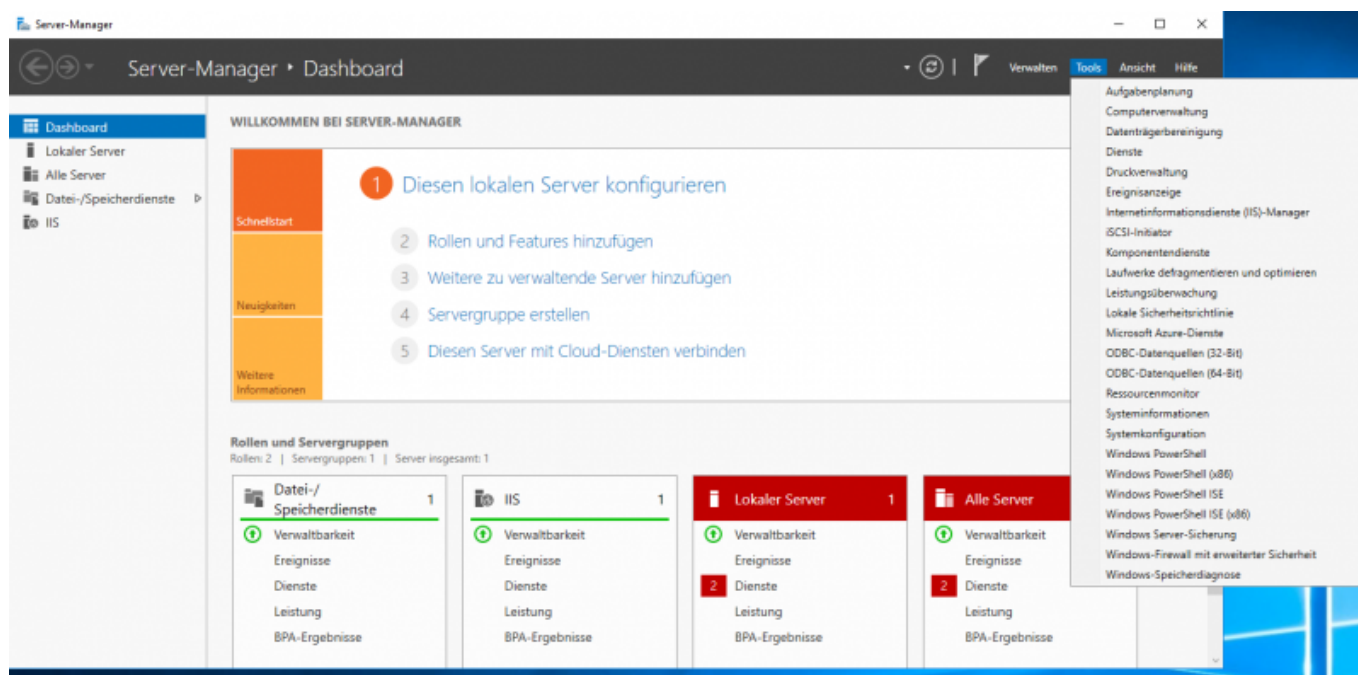 Server-Manager
Server-Manager ‣ Dashboard
Verwalten Tools Ansicht Hilfe
Dashboard
Lokaler Server
Alle Server
Datei-/Speicherdienste
IIS
WILLKOMMEN BEI SERVER-MANAGER
Schnellstart
Neuigkeiten
Weitere
Informationen
1 Diesen lokalen Server konfigurieren
2 Rollen und Features hinzufügen
3 Weitere zu verwaltende Server hinzufügen
4 Servergruppe erstellen
5 Diesen Server mit Cloud-Diensten verbinden
Rollen und Servergruppen
Rollen: 2 | Servergruppen: 1 | Server insgesamt: 1
Datei-/
Speicherdienste 1
Verwaltbarkeit
Ereignisse
Dienste
Leistung
BPA-Ergebnisse
IIS 1
Verwaltbarkeit
Ereignisse
Dienste
Leistung
BPA-Ergebnisse
Lokaler Server 1
Verwaltbarkeit
Ereignisse
2 Dienste
Leistung
BPA-Ergebnisse
Alle Server
Verwaltbarkeit
Ereignisse
2 Dienste
Leistung
BPA-Ergebnisse
Aufgabenplanung
Computerverwaltung
Datenträgerbereinigung
Dienste
Druckverwaltung
Ereignisanzeige
Internetinformationsdienste (IIS)-Manager
iSCSI-Initiator
Komponentendienste
Laufwerke defragmentieren und optimieren
Leistungsüberwachung
Lokale Sicherheitsrichtlinie
Microsoft Azure-Dienste
ODBC-Datenquellen (32-Bit)
ODBC-Datenquellen (64-Bit)
Ressourcenmonitor
Systeminformationen
Systemkonfiguration
Windows PowerShell
Windows PowerShell (x86)
Windows PowerShell ISE
Windows PowerShell ISE (x86)
Windows Server-Sicherung
Windows-Firewall mit erweiterter Sicherheit
Windows-Speicherdiagnose